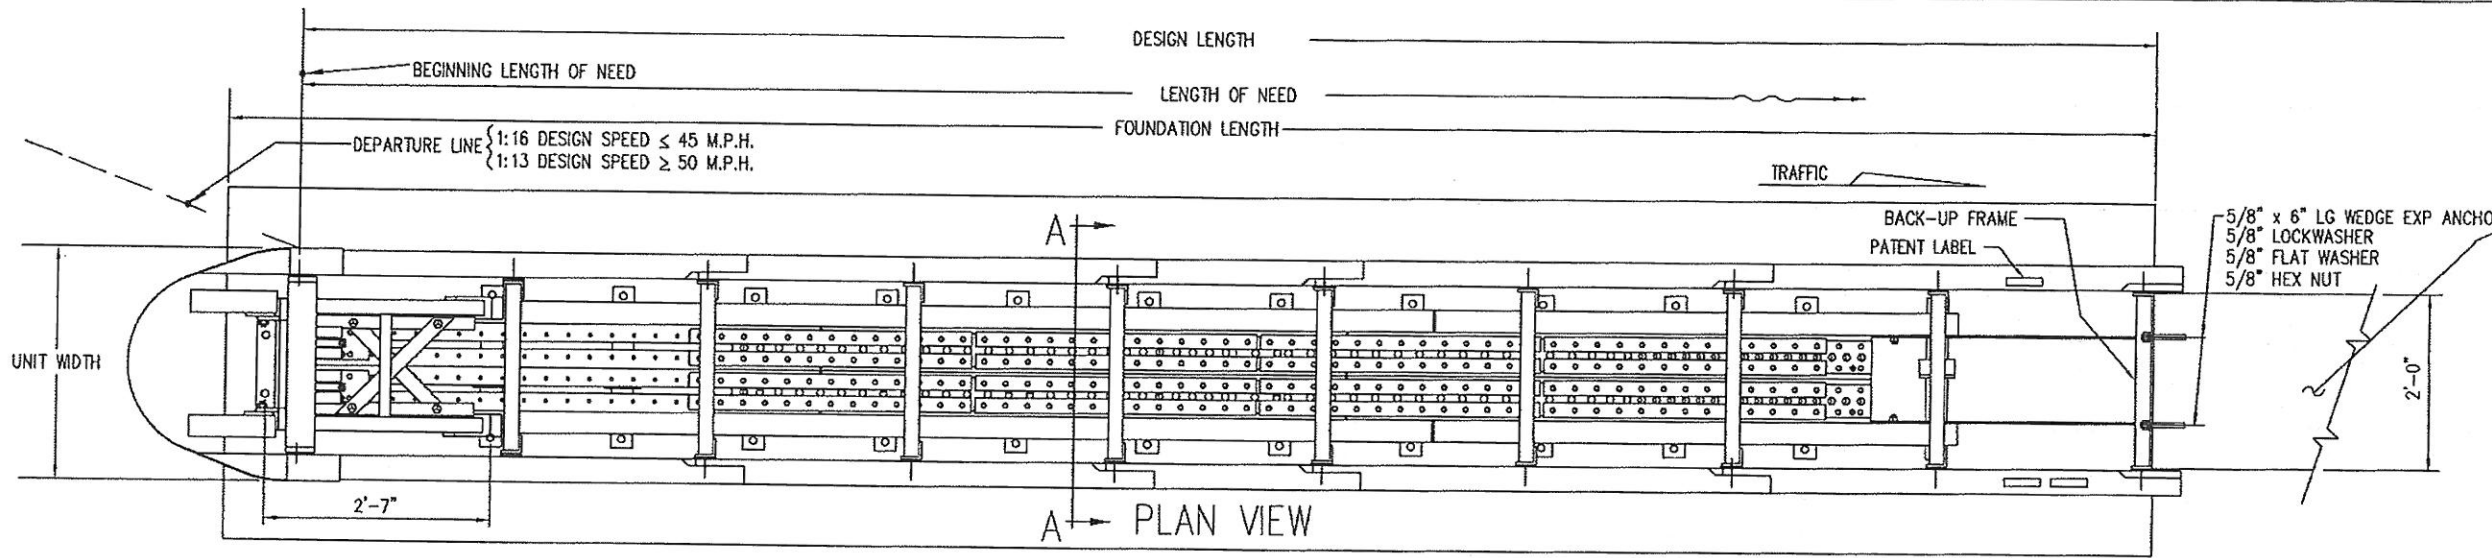 DESIGN LENGTH
BEGINNING LENGTH OF NEED
LENGTH OF NEED
FOUNDATION LENGTH
DEPARTURE LINE
1:16 DESIGN SPEED ≤ 45 M.P.H.
1:13 DESIGN SPEED ≥ 50 M.P.H.
TRAFFIC
A
BACK-UP FRAME
PATENT LABEL
5/8" x 6" LG WEDGE EXP ANCHO
5/8" LOCKWASHER
5/8" FLAT WASHER
5/8" HEX NUT
UNIT WIDTH
2'-0"
2'-7"
A
PLAN VIEW